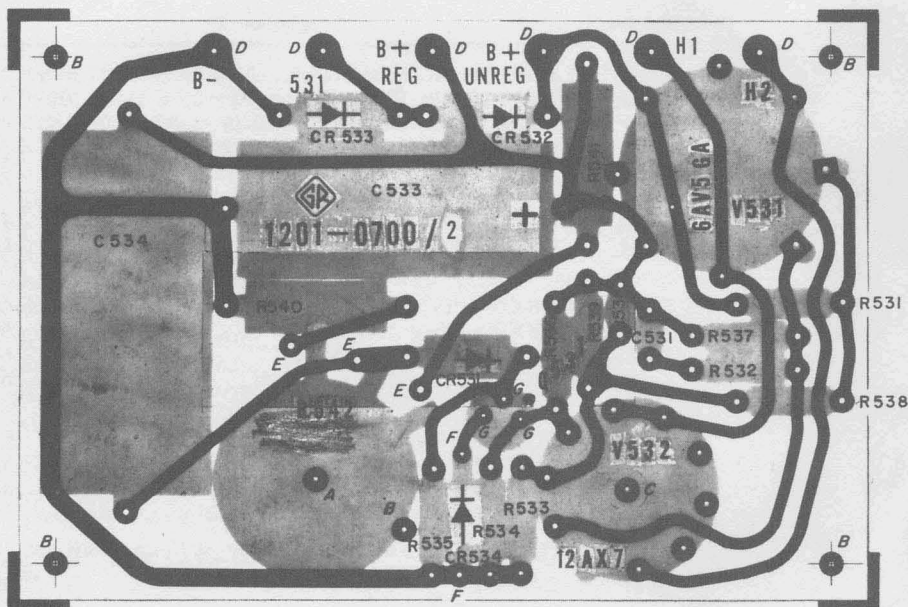 D D D D D H1 D
B B- B+ REG B+ UNREG B
531 H2
CR533 CR532
6AV5GA V531
GR C533
+
C534 1201-0700/2
R540 R531
E C531 R537
E R532
CR531
E G R538
F G G V532
A C
B R533
R535 R534
CR534
B 12AX7 B
F